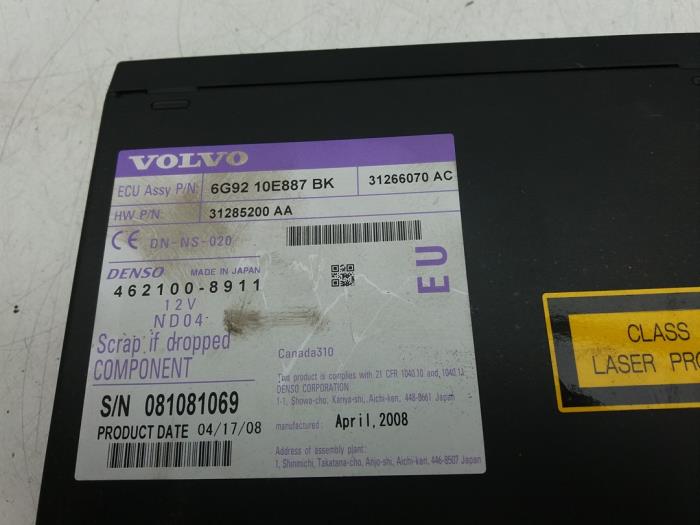 VOLVO
ECU Assy P/N: 6G92 10E887 BK 31266070 AC
HW P/N: 31285200 AA
CE DN-NS-020
DENSO MADE IN JAPAN
462100-8911
12V
ND04
EU
Scrap if dropped
COMPONENT
Canada310
This product is complies with 21 CFR 1040.10 and, 1040.11
DENSO CORPORATION
1-1, Showa-cho, Kariya-shi, Aichi-ken, 448-8661 Japan
S/N 081081069
manufactured: April, 2008
PRODUCT DATE 04/17/08
Address of assembly plant:
1, Shinmichi, Takatana-cho, Anjo-shi, Aichi-ken, 446-8507 Japan
CLASS
LASER PRO